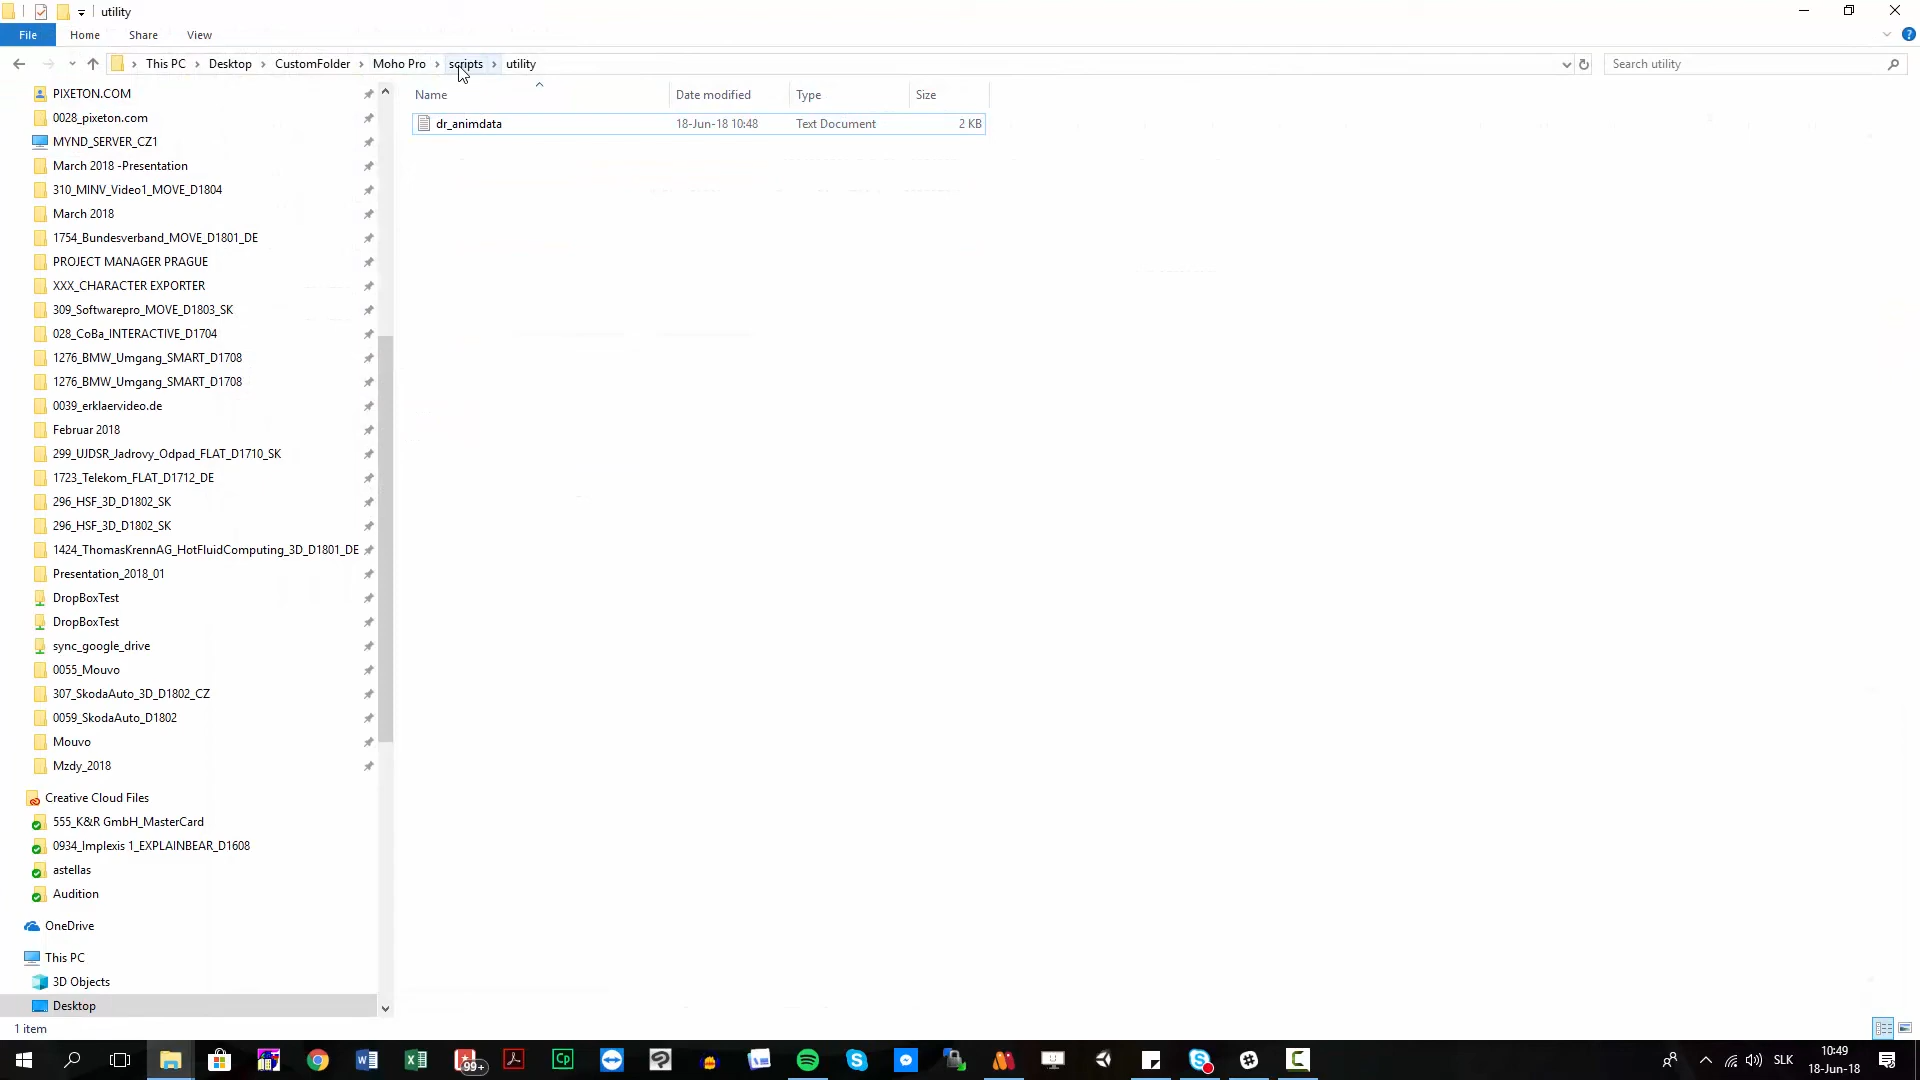 utility
File Home Share View
This PC Desktop CustomFolder Moho Pro scripts utility
Search utility
Name Date modified Type Size
dr_animdata 18-Jun-18 10:48 Text Document 2 KB
PIXETON.COM
0028_pixeton.com
MYND_SERVER_CZ1
March 2018 -Presentation
310_MINV_Video1_MOVE_D1804
March 2018
1754_Bundesverband_MOVE_D1801_DE
PROJECT MANAGER PRAGUE
XXX_CHARACTER EXPORTER
309_Softwarepro_MOVE_D1803_SK
028_CoBa_INTERACTIVE_D1704
1276_BMW_Umgang_SMART_D1708
1276_BMW_Umgang_SMART_D1708
0039_erklaervideo.de
Februar 2018
299_UJDSR_Jadrovy_Odpad_FLAT_D1710_SK
1723_Telekom_FLAT_D1712_DE
296_HSF_3D_D1802_SK
296_HSF_3D_D1802_SK
1424_ThomasKrennAG_HotFluidComputing_3D_D1801_DE
Presentation_2018_01
DropBoxTest
DropBoxTest
sync_google_drive
0055_Mouvo
307_SkodaAuto_3D_D1802_CZ
0059_SkodaAuto_D1802
Mouvo
Mzdy_2018
Creative Cloud Files
555_K&R GmbH_MasterCard
0934_Implexis 1_EXPLAINBEAR_D1608
astellas
Audition
OneDrive
This PC
3D Objects
Desktop
1 item
99+
Cp
SLK
10:49
18-Jun-18